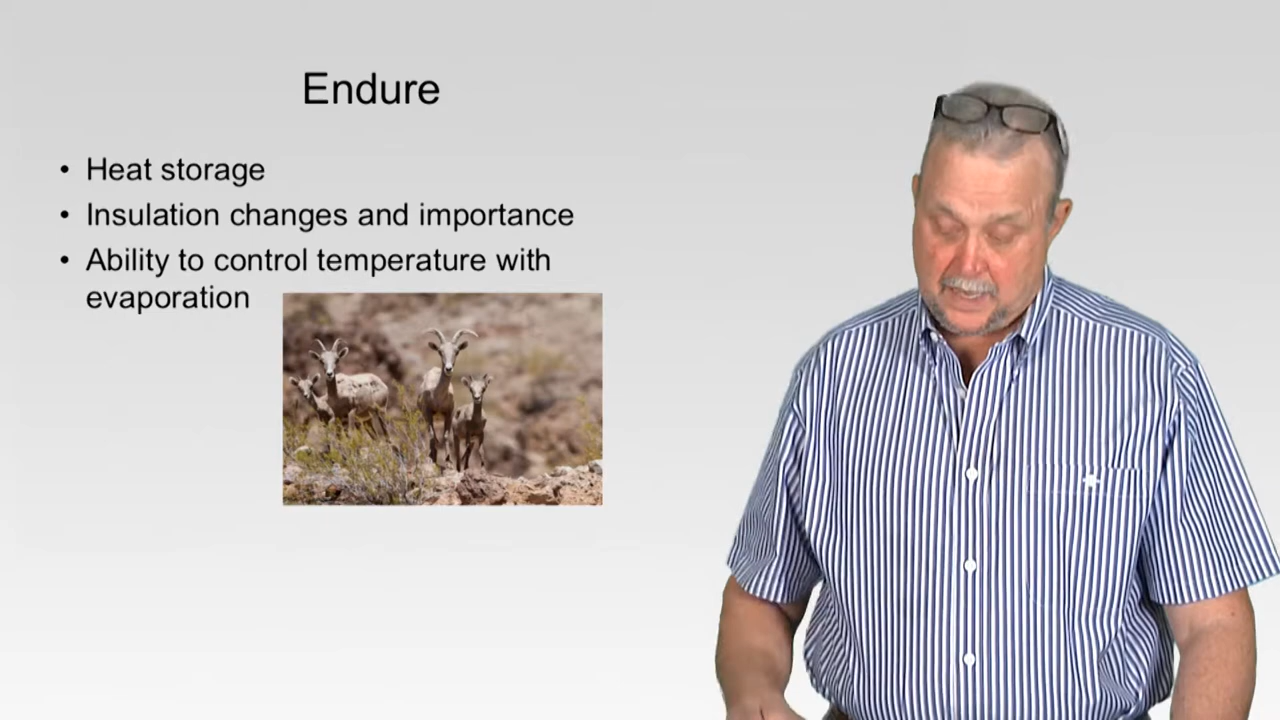 Endure
• Heat storage
• Insulation changes and importance
• Ability to control temperature with
evaporation